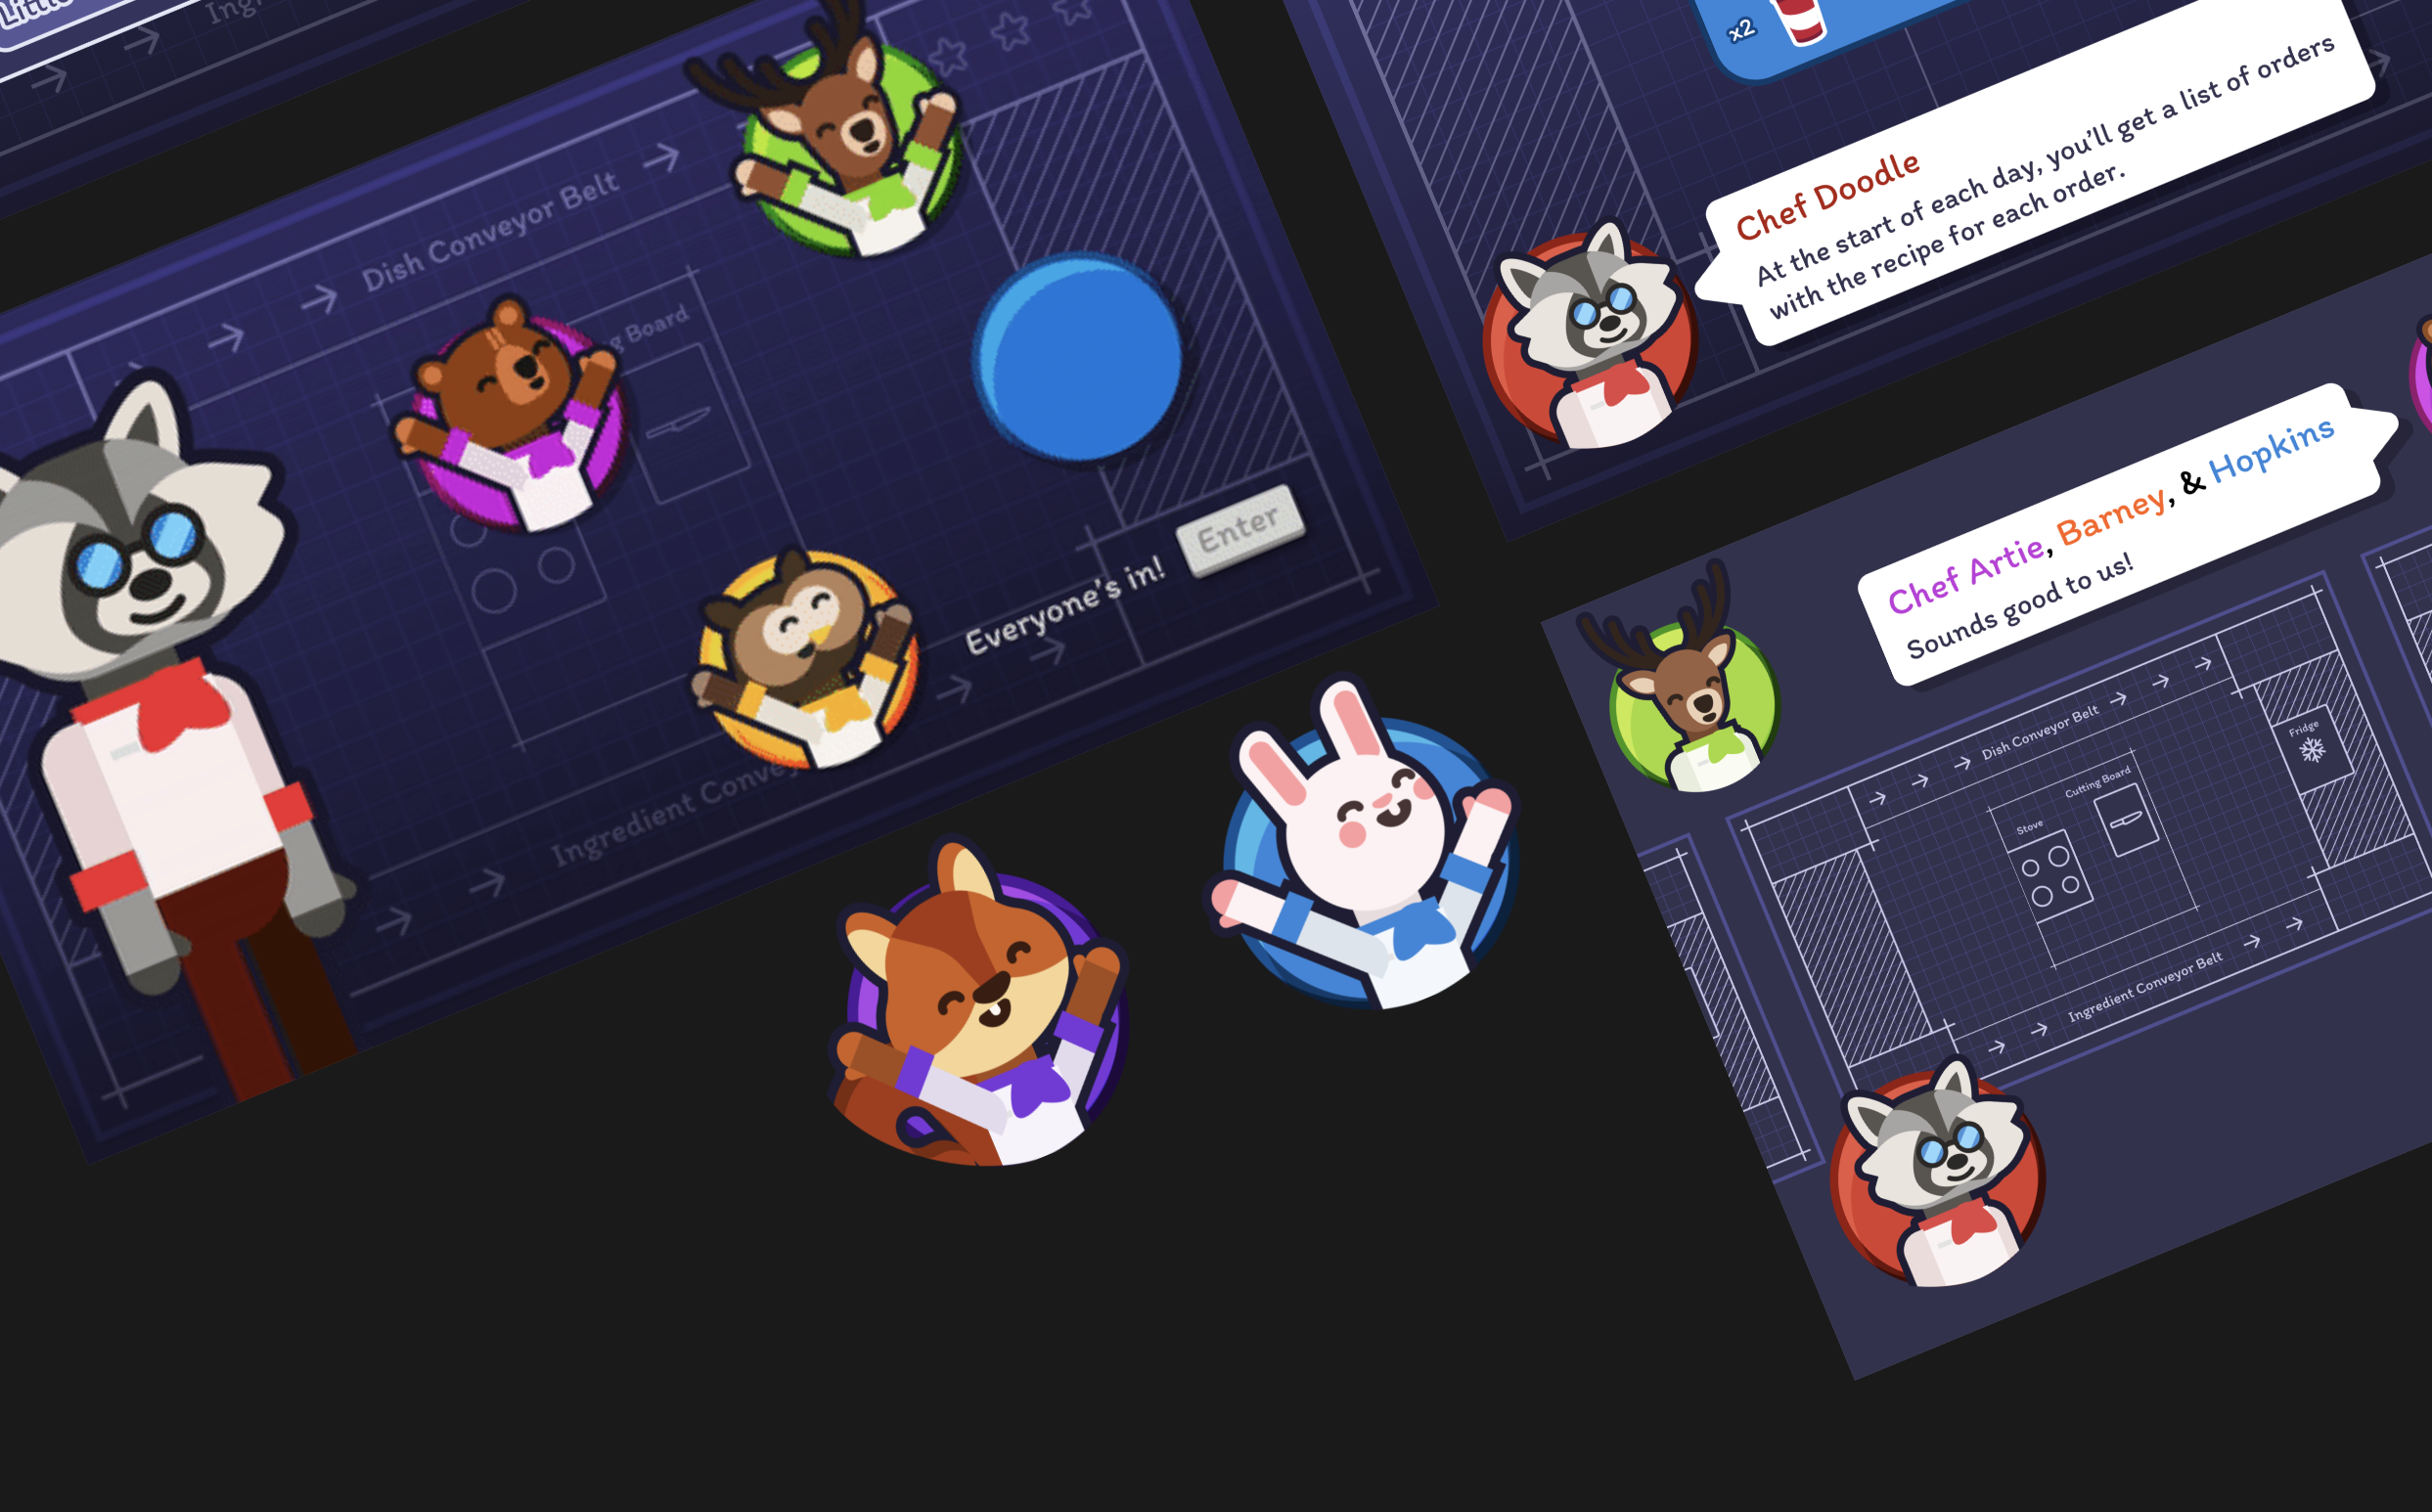 Little
Dish Conveyor Belt
g Board
Everyone's in!
Enter
Ingredient Convey
x2
Chef Doodle
At the start of each day, you'll get a list of orders
with the recipe for each order.
Chef Artie, Barney, & Hopkins
Sounds good to us!
Dish Conveyor Belt
Fridge
Cutting Board
Stove
Ingredient Conveyor Belt